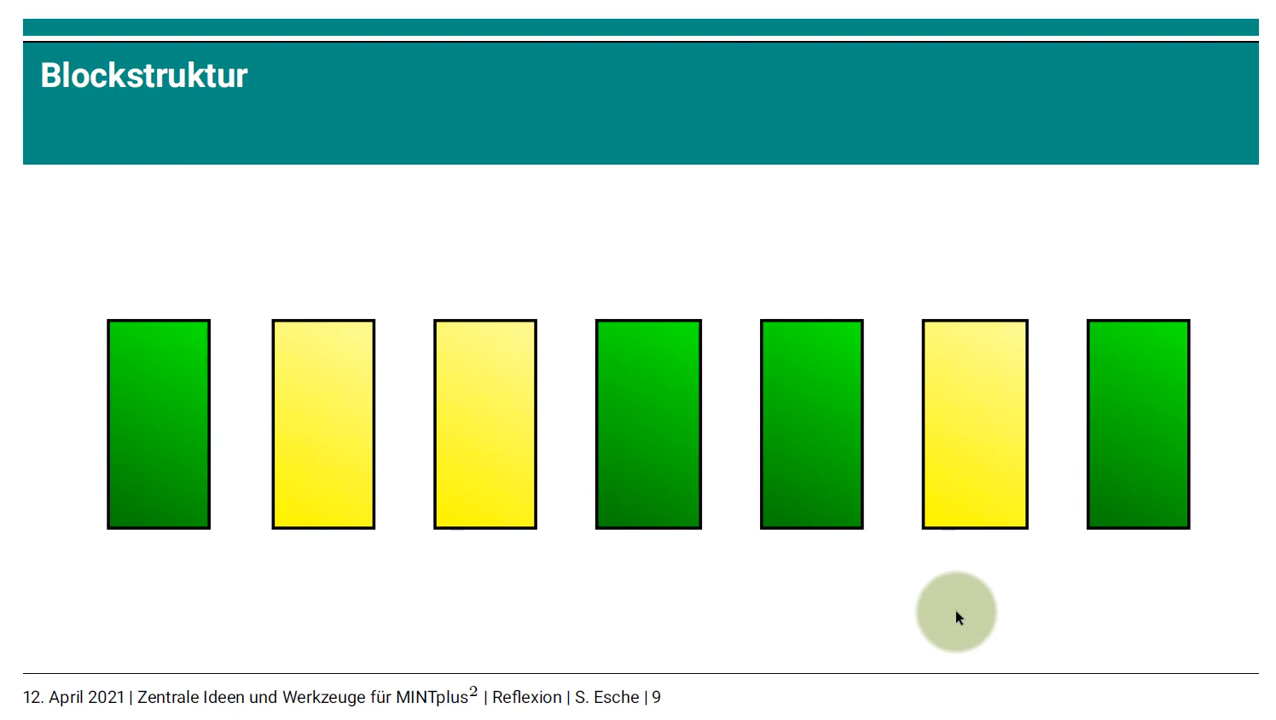 Blockstruktur
12. April 2021 | Zentrale Ideen und Werkzeuge für MINTplus² | Reflexion | S. Esche | 9